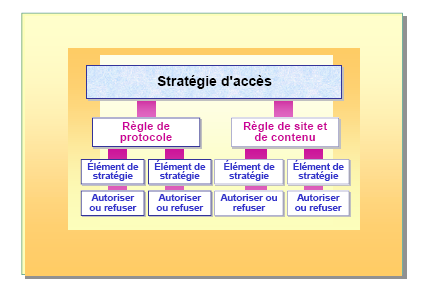 Stratégie d'accès
Règle de
protocole
Règle de site et
de contenu
Élément de
stratégie
Élément de
stratégie
Élément de
stratégie
Élément de
stratégie
Autoriser
ou refuser
Autoriser
ou refuser
Autoriser ou
refuser
Autoriser
ou refuser